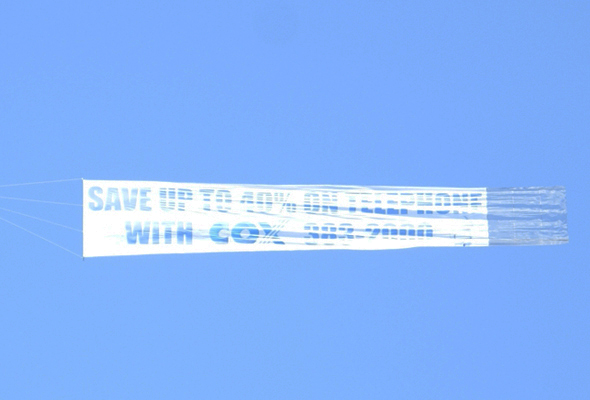 SAVE UP TO 40% ON TELEPHONE
WITH COX